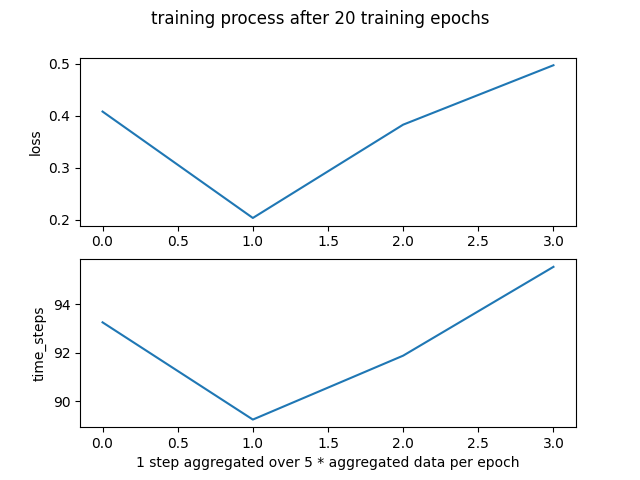 training process after 20 training epochs
0.5
0.4
0.3
0.2
loss
0.0 0.5 1.0 1.5 2.0 2.5 3.0
94
92
90
time_steps
0.0 0.5 1.0 1.5 2.0 2.5 3.0
1 step aggregated over 5 * aggregated data per epoch